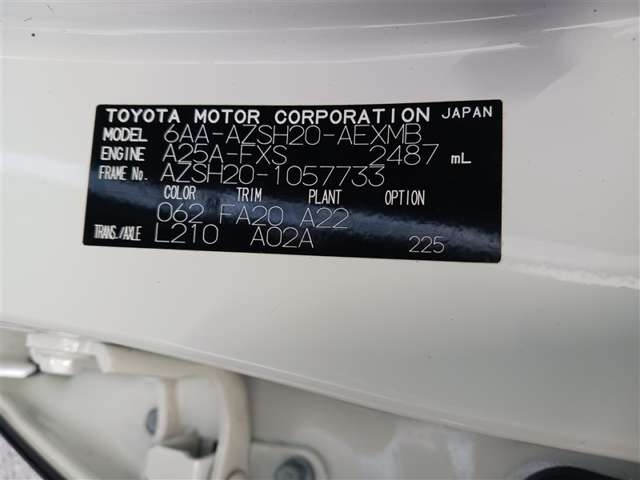 TOYOTA MOTOR CORPORATION JAPAN
MODEL 6AA-AZSH20-AEXMB
ENGINE A25A-FXS 2487 mL
FRAME No. AZSH20-1057733
COLOR TRIM PLANT OPTION
062 FA20 A22
TRANS./AXLE L210 A02A 225